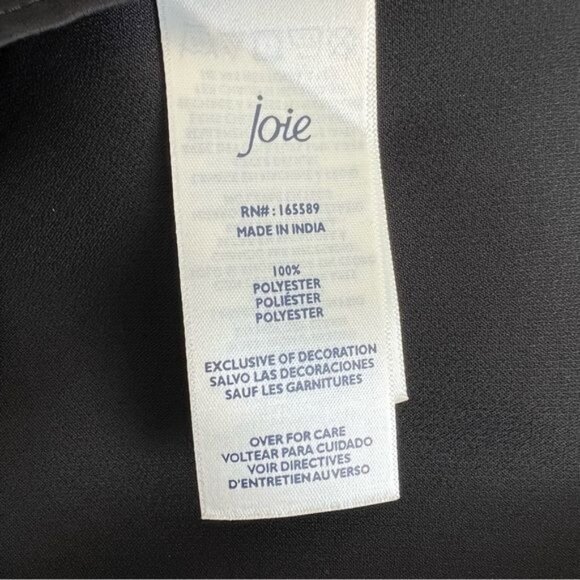 joie
RN#: 165589
MADE IN INDIA
100%
POLYESTER
POLIÉSTER
POLYESTER
EXCLUSIVE OF DECORATION
SALVO LAS DECORACIONES
SAUF LES GARNITURES
OVER FOR CARE
VOLTEAR PARA CUIDADO
VOIR DIRECTIVES
D'ENTRETIEN AU VERSO